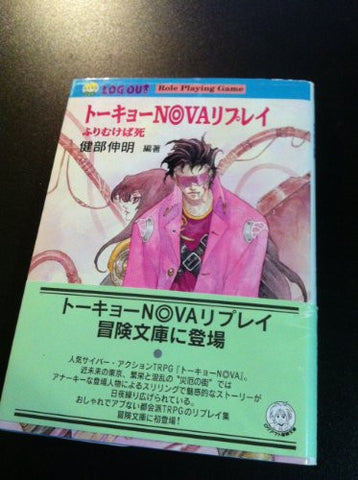 LOG OUT
Role Playing Game
トーキョーN◎VAリプレイ
ふりむけば死
健部伸明 編著
トーキョーN◎VAリプレイ
冒険文庫に登場
●
人気サイバー・アクションTRPG『トーキョーN◎VA』。
近未来の東京、繁栄と混乱の“災厄の街”では
アナーキーな登場人物によるスリリングで魅惑的なストーリーが
日夜繰り広げられている。
おしゃれでアブない都会派TRPGのリプレイ集
冒険文庫に初登場！